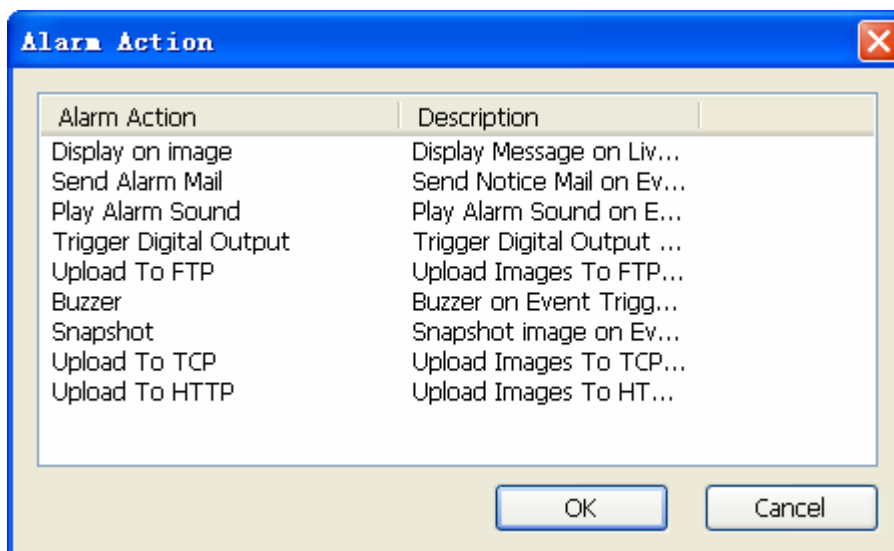 Alarm Action
Alarm Action Description
Display on image Display Message on Liv...
Send Alarm Mail Send Notice Mail on Ev...
Play Alarm Sound Play Alarm Sound on E...
Trigger Digital Output Trigger Digital Output ...
Upload To FTP Upload Images To FTP...
Buzzer Buzzer on Event Trigg...
Snapshot Snapshot image on Ev...
Upload To TCP Upload Images To TCP...
Upload To HTTP Upload Images To HT...
OK Cancel